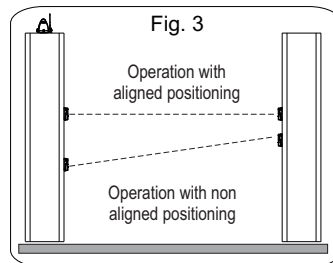 Fig. 3
Operation with
aligned positioning
Operation with non
aligned positioning